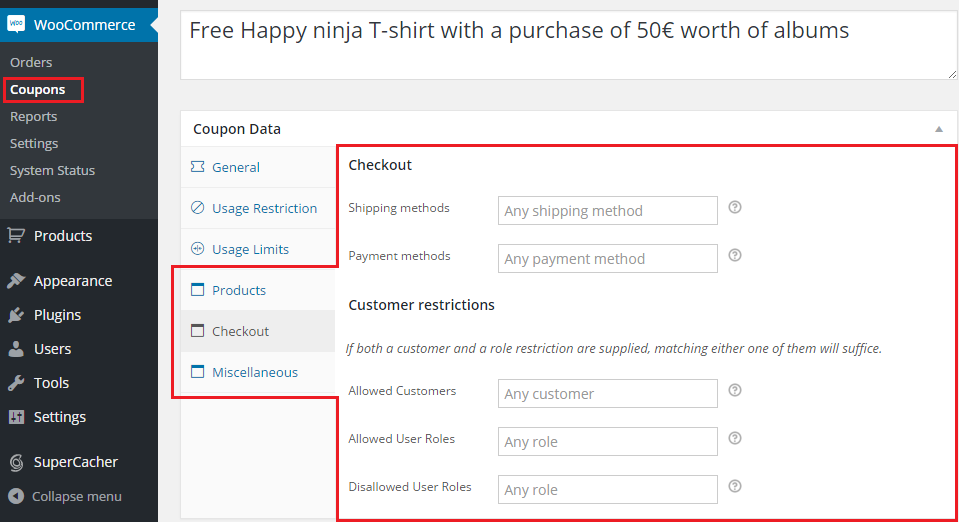 WOO
WooCommerce
Orders
Coupons
Reports
Settings
System Status
Add-ons
Products
Appearance
Plugins
Users
Tools
Settings
SuperCacher
Collapse menu
Free Happy ninja T-shirt with a purchase of 50€ worth of albums
Coupon Data
General
Usage Restriction
Usage Limits
Products
Checkout
Miscellaneous
Checkout
Shipping methods
Any shipping method
?
Payment methods
Any payment method
?
Customer restrictions
If both a customer and a role restriction are supplied, matching either one of them will suffice.
Allowed Customers
Any customer
?
Allowed User Roles
Any role
?
Disallowed User Roles
Any role
?